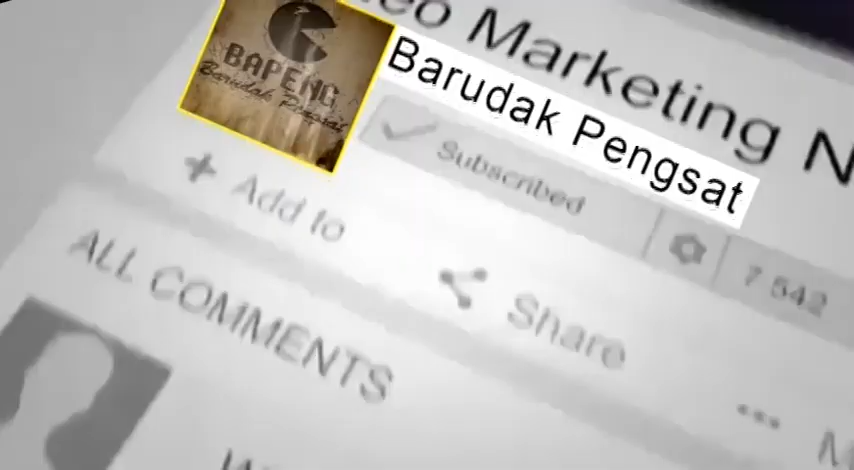 eo Marketing N
BAPENG
Barudak Pengsat
Barudak Pengsat
Subscribed
7 542
+ Add to
Share
... M
ALL COMMENTS